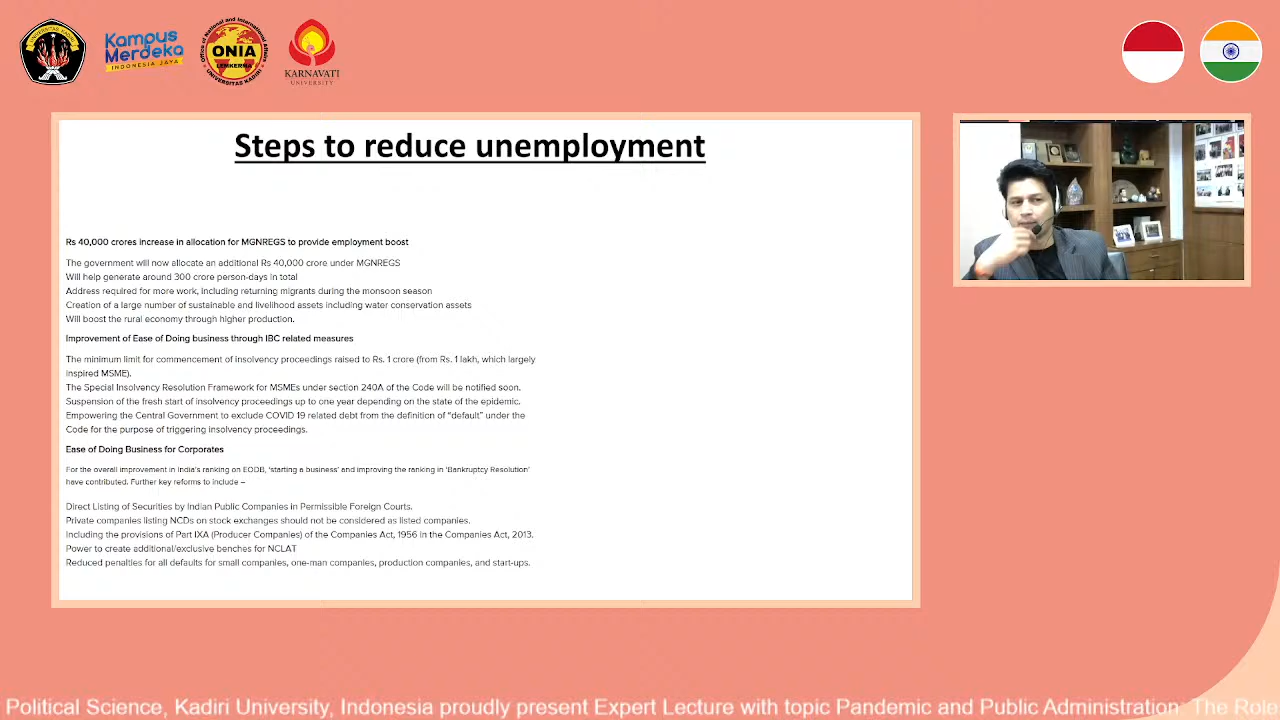 UNIVERSITAS KADIRI
Kampus
Merdeka
INDONESIA JAYA
Office of National and International Affairs
ONIA
LEMKERMA
UNIVERSITAS KADIRI
KARNAVATI
UNIVERSITY
Steps to reduce unemployment
Rs 40,000 crores increase in allocation for MGNREGS to provide employment boost
The government will now allocate an additional Rs 40,000 crore under MGNREGS
Will help generate around 300 crore person-days in total
Address required for more work, including returning migrants during the monsoon season
Creation of a large number of sustainable and livelihood assets including water conservation assets
Will boost the rural economy through higher production.
Improvement of Ease of Doing business through IBC related measures
The minimum limit for commencement of insolvency proceedings raised to Rs. 1 crore (from Rs. 1 lakh, which largely
inspired MSME).
The Special Insolvency Resolution Framework for MSMEs under section 240A of the Code will be notified soon.
Suspension of the fresh start of insolvency proceedings up to one year depending on the state of the epidemic.
Empowering the Central Government to exclude COVID 19 related debt from the definition of “default” under the
Code for the purpose of triggering insolvency proceedings.
Ease of Doing Business for Corporates
For the overall improvement in India's ranking on EODB, 'starting a business' and improving the ranking in 'Bankruptcy Resolution'
have contributed. Further key reforms to include –
Direct Listing of Securities by Indian Public Companies in Permissible Foreign Courts.
Private companies listing NCDs on stock exchanges should not be considered as listed companies.
Including the provisions of Part IXA (Producer Companies) of the Companies Act, 1956 in the Companies Act, 2013.
Power to create additional/exclusive benches for NCLAT
Reduced penalties for all defaults for small companies, one-man companies, production companies, and start-ups.
Political Science, Kadiri University, Indonesia proudly present Expert Lecture with topic Pandemic and Public Administration: The Role